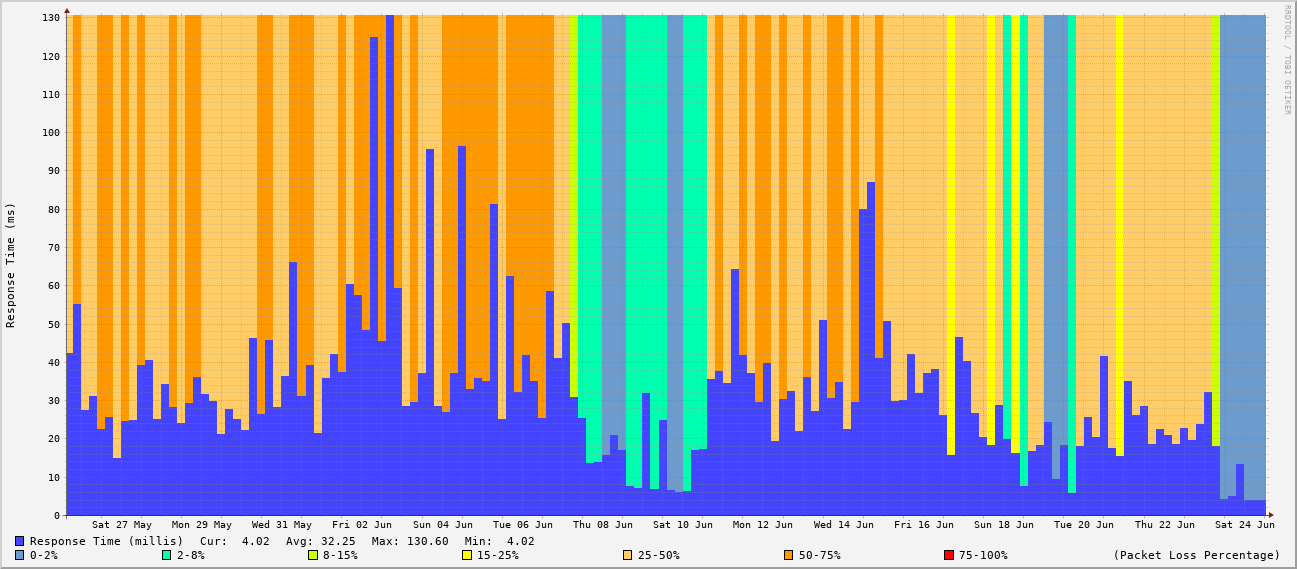 RRDTOOL / TOBI OETIKER
Response Time (ms)
130
120
110
100
90
80
70
60
50
40
30
20
10
0
Sat 27 May Mon 29 May Wed 31 May Fri 02 Jun Sun 04 Jun Tue 06 Jun Thu 08 Jun Sat 10 Jun Mon 12 Jun Wed 14 Jun Fri 16 Jun Sun 18 Jun Tue 20 Jun Thu 22 Jun Sat 24 Jun
Response Time (millis) Cur: 4.02 Avg: 32.25 Max: 130.60 Min: 4.02
0-2% 2-8% 8-15% 15-25% 25-50% 50-75% 75-100% (Packet Loss Percentage)